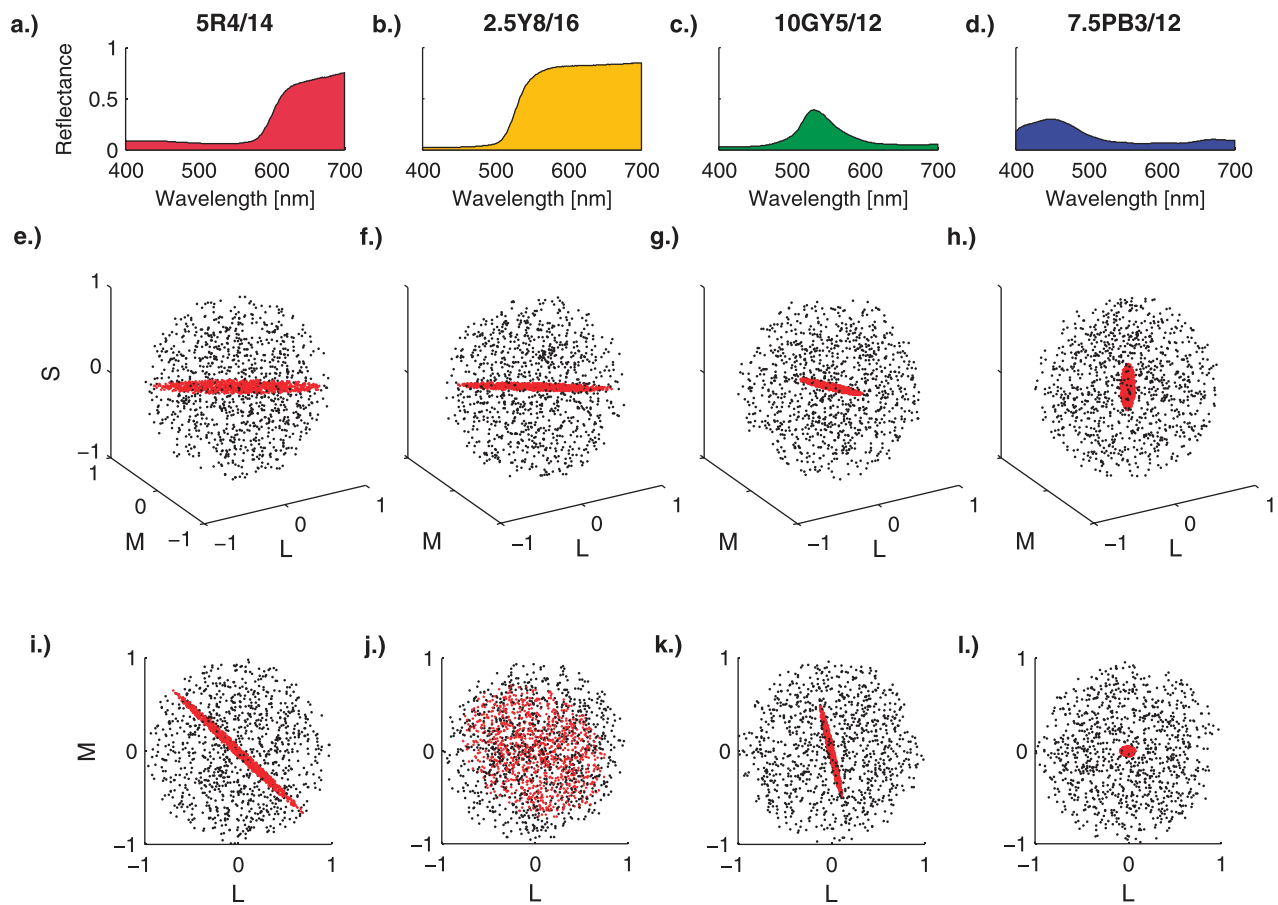 a.) 5R4/14 b.) 2.5Y8/16 c.) 10GY5/12 d.) 7.5PB3/12
Reflectance
1
0.5
0
400 500 600 700 400 500 600 700 400 500 600 700 400 500 600 700
Wavelength [nm] Wavelength [nm] Wavelength [nm] Wavelength [nm]
e.) f.) g.) h.)
S
1
0
−1
1
0
M −1 −1 L 0 1
M −1 L 0 1
M −1 L 0 1
M −1 L 0 1
i.) j.) k.) l.)
M
1 1 1 1
0 0 0 0
−1 −1 −1 −1
−1 0 1 −1 0 1 −1 0 1 −1 0 1
L L L L